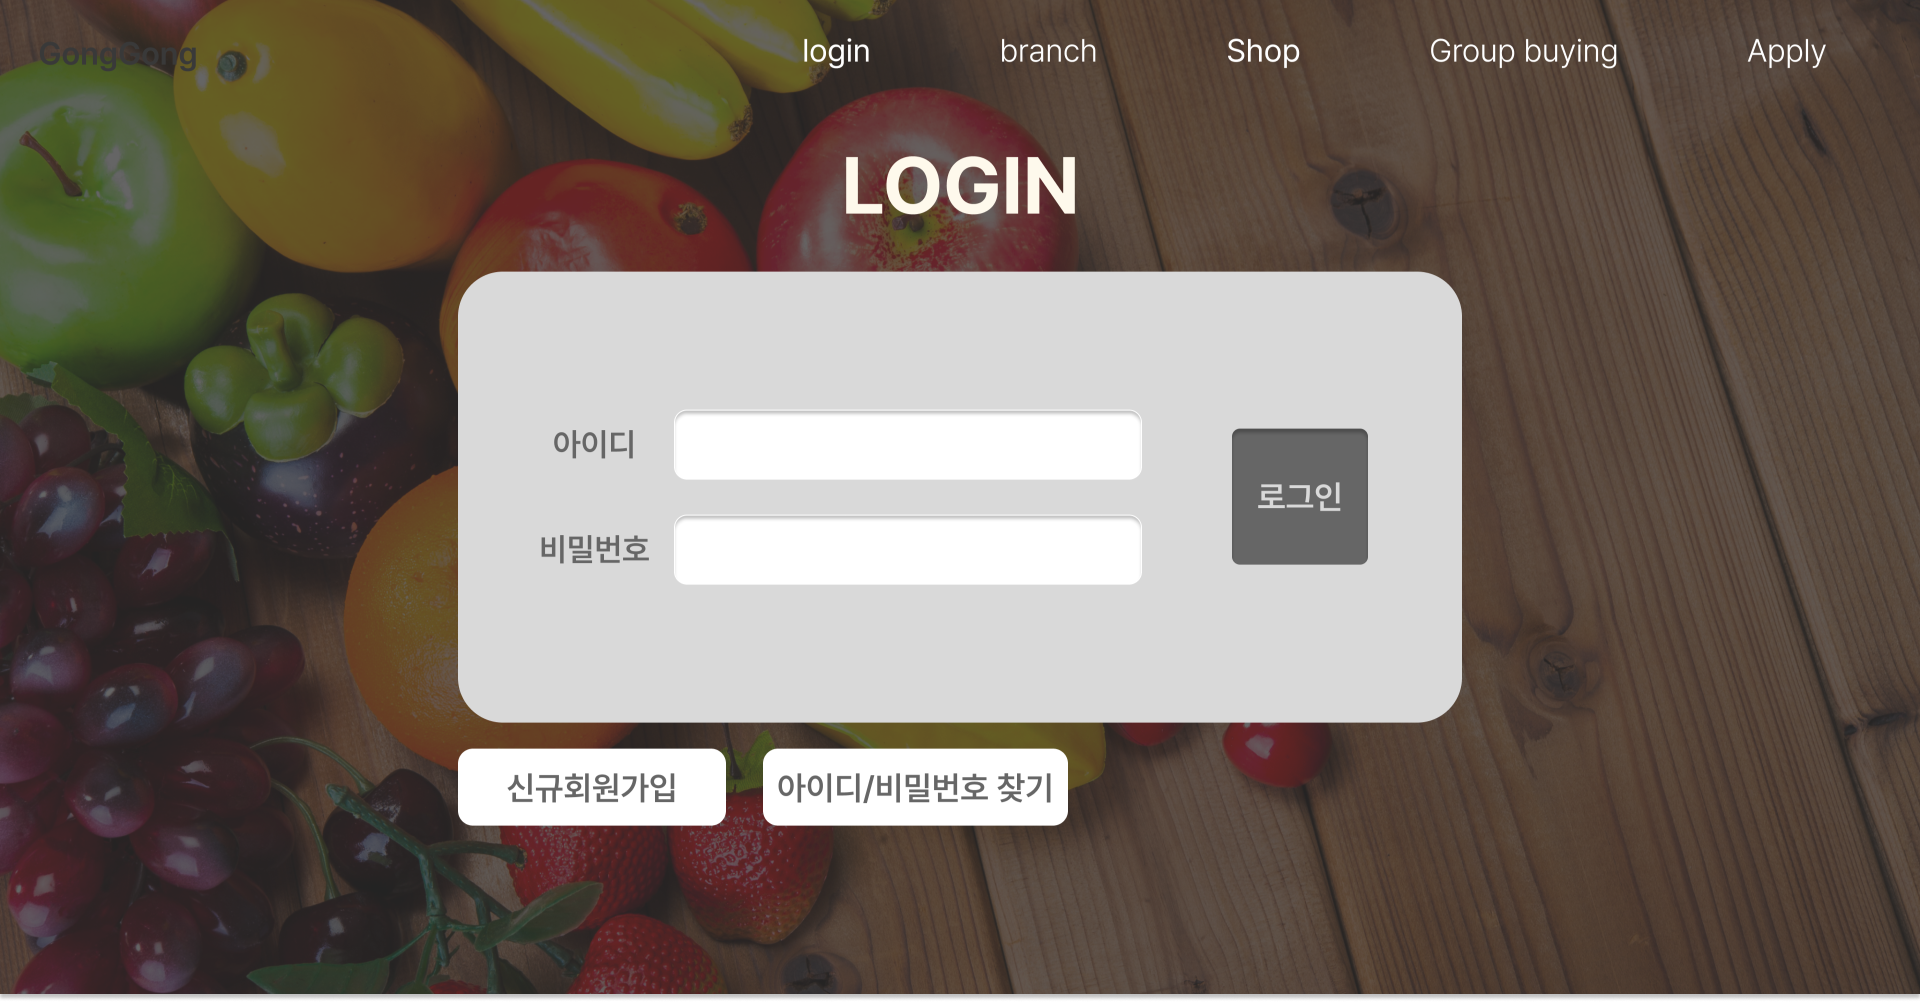 GongGong
login
branch
Shop
Group buying
Apply
LOGIN
아이디
비밀번호
로그인
신규회원가입
아이디/비밀번호 찾기